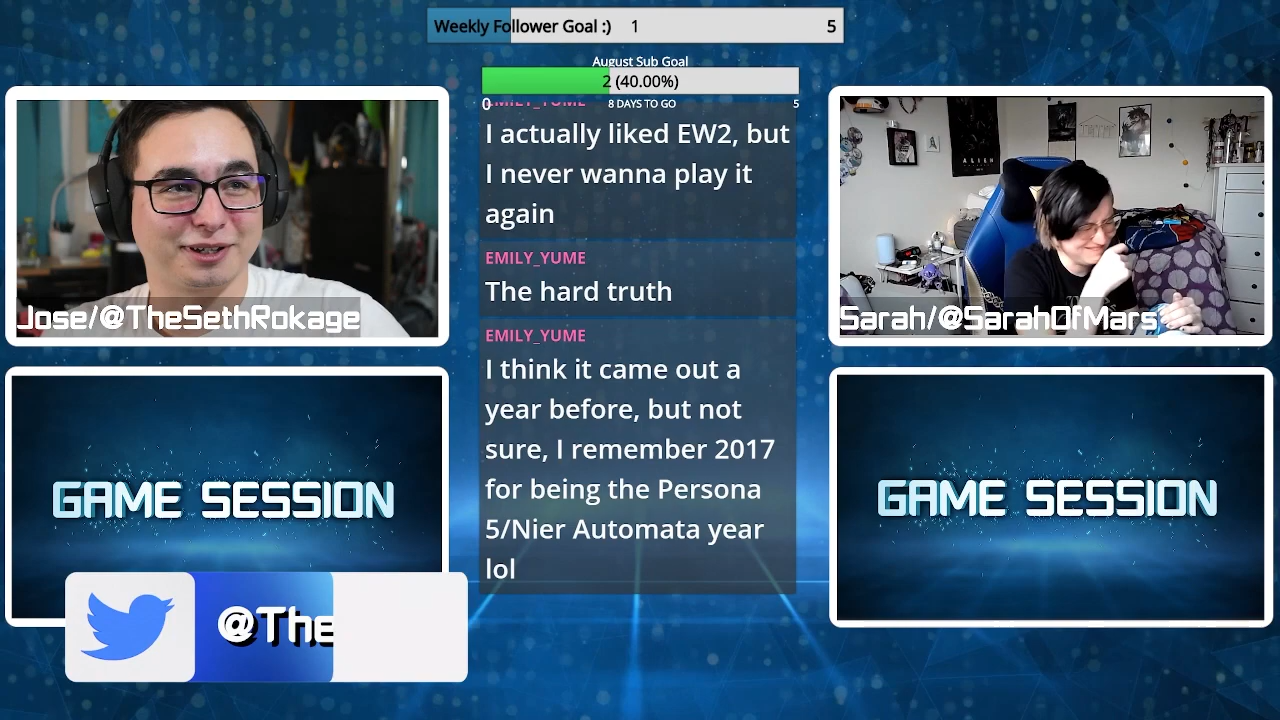 Weekly Follower Goal :) 1 5
August Sub Goal
2 (40.00%)
0 8 DAYS TO GO 5
EMILY_YUME
I actually liked EW2, but
I never wanna play it
again
EMILY_YUME
The hard truth
EMILY_YUME
I think it came out a
year before, but not
sure, I remember 2017
for being the Persona
5/Nier Automata year
lol
Jose/@TheSethRokage
ALIEN
Sarah/@SarahOfMars
GAME SESSION
GAME SESSION
@The